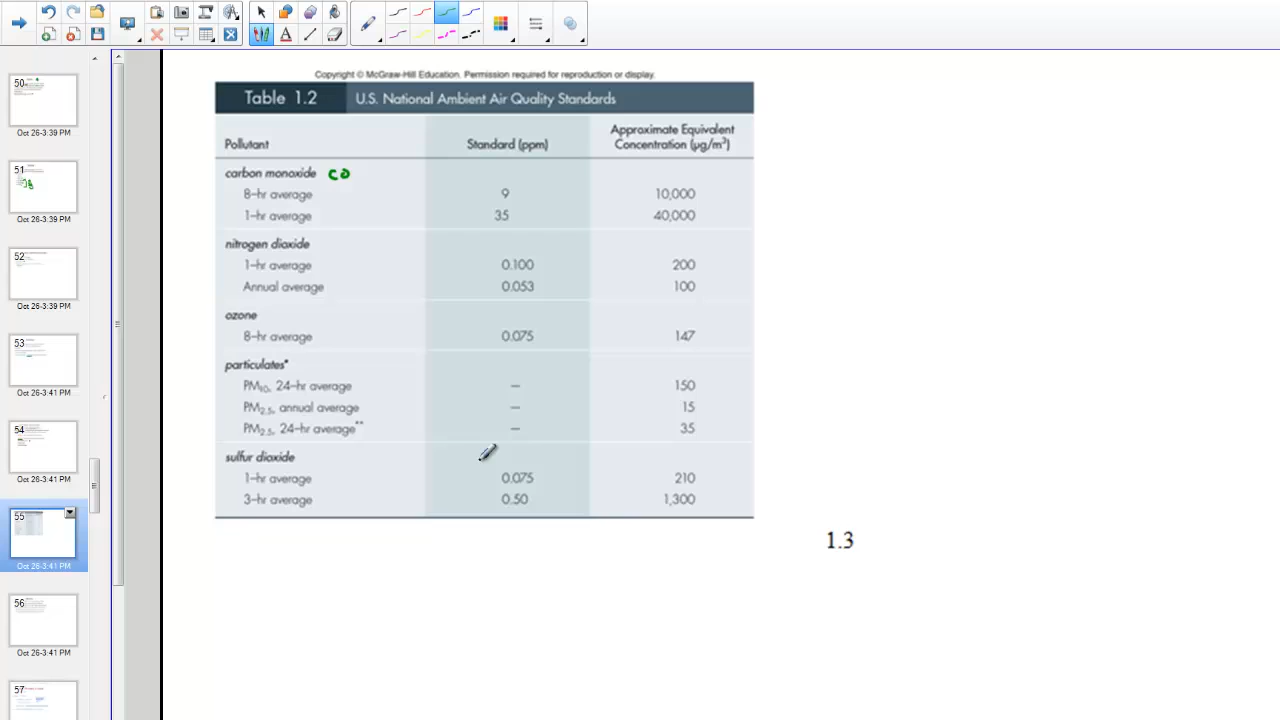 50
Oct 26-3:39 PM
51
Oct 26-3:39 PM
52
Oct 26-3:39 PM
53
Oct 26-3:41 PM
54
Oct 26-3:41 PM
55
Oct 26-3:41 PM
56
Oct 26-3:41 PM
57
Copyright © McGraw-Hill Education. Permission required for reproduction or display.
Table 1.2 U.S. National Ambient Air Quality Standards
Pollutant Standard (ppm) Approximate Equivalent Concentration (µg/m³)
carbon monoxide CO
8-hr average 9 10,000
1-hr average 35 40,000
nitrogen dioxide
1-hr average 0.100 200
Annual average 0.053 100
ozone
8-hr average 0.075 147
particulates*
PM10, 24-hr average — 150
PM2.5, annual average — 15
PM2.5, 24-hr average** — 35
sulfur dioxide
1-hr average 0.075 210
3-hr average 0.50 1,300
1.3